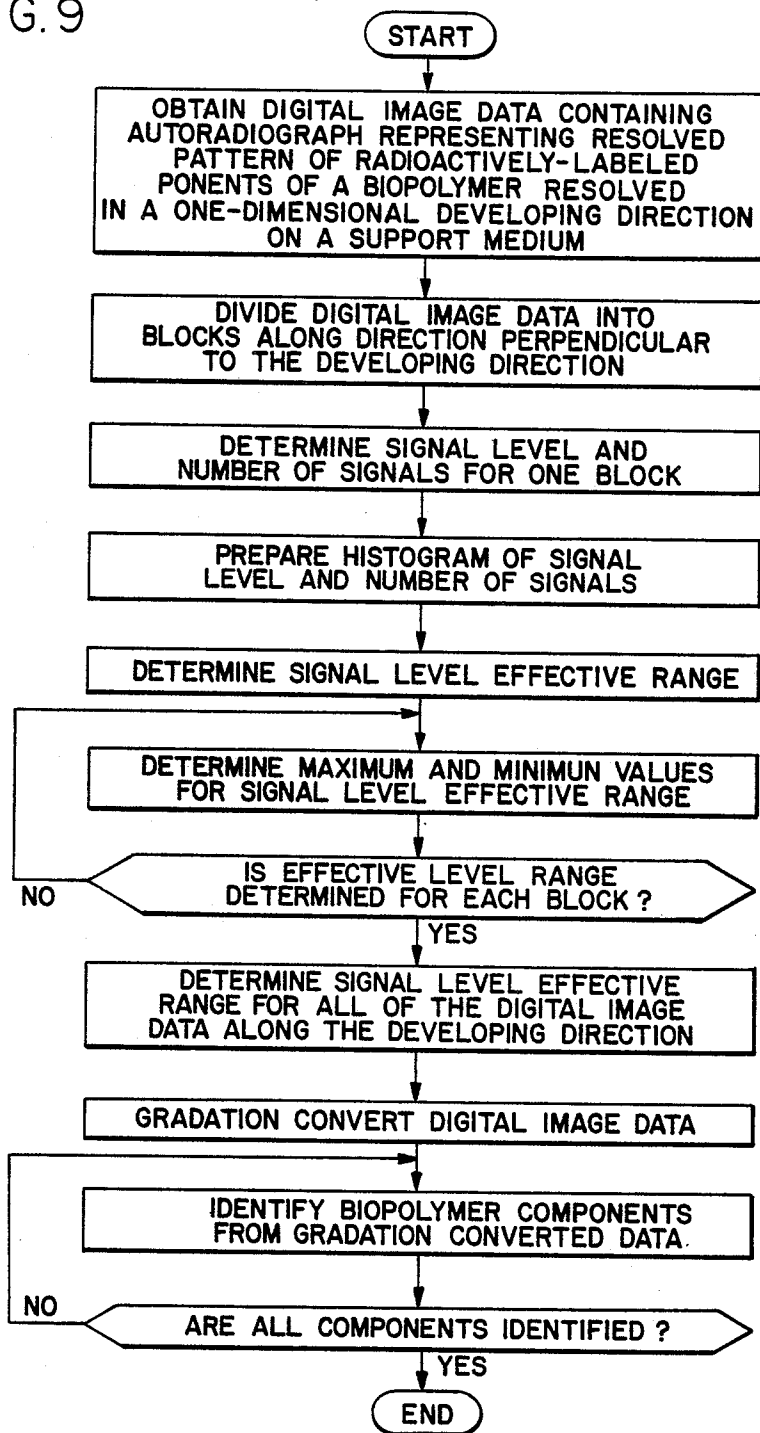 G. 9
START
OBTAIN DIGITAL IMAGE DATA CONTAINING
AUTORADIOGRAPH REPRESENTING RESOLVED
PATTERN OF RADIOACTIVELY-LABELED
PONENTS OF A BIOPOLYMER RESOLVED
IN A ONE-DIMENSIONAL DEVELOPING DIRECTION
ON A SUPPORT MEDIUM
DIVIDE DIGITAL IMAGE DATA INTO
BLOCKS ALONG DIRECTION PERPENDICULAR
TO THE DEVELOPING DIRECTION
DETERMINE SIGNAL LEVEL AND
NUMBER OF SIGNALS FOR ONE BLOCK
PREPARE HISTOGRAM OF SIGNAL
LEVEL AND NUMBER OF SIGNALS
DETERMINE SIGNAL LEVEL EFFECTIVE RANGE
DETERMINE MAXIMUM AND MINIMUN VALUES
FOR SIGNAL LEVEL EFFECTIVE RANGE
IS EFFECTIVE LEVEL RANGE
DETERMINED FOR EACH BLOCK ?
NO
YES
DETERMINE SIGNAL LEVEL EFFECTIVE
RANGE FOR ALL OF THE DIGITAL IMAGE
DATA ALONG THE DEVELOPING DIRECTION
GRADATION CONVERT DIGITAL IMAGE DATA
IDENTIFY BIOPOLYMER COMPONENTS
FROM GRADATION CONVERTED DATA.
NO
ARE ALL COMPONENTS IDENTIFIED ?
YES
END